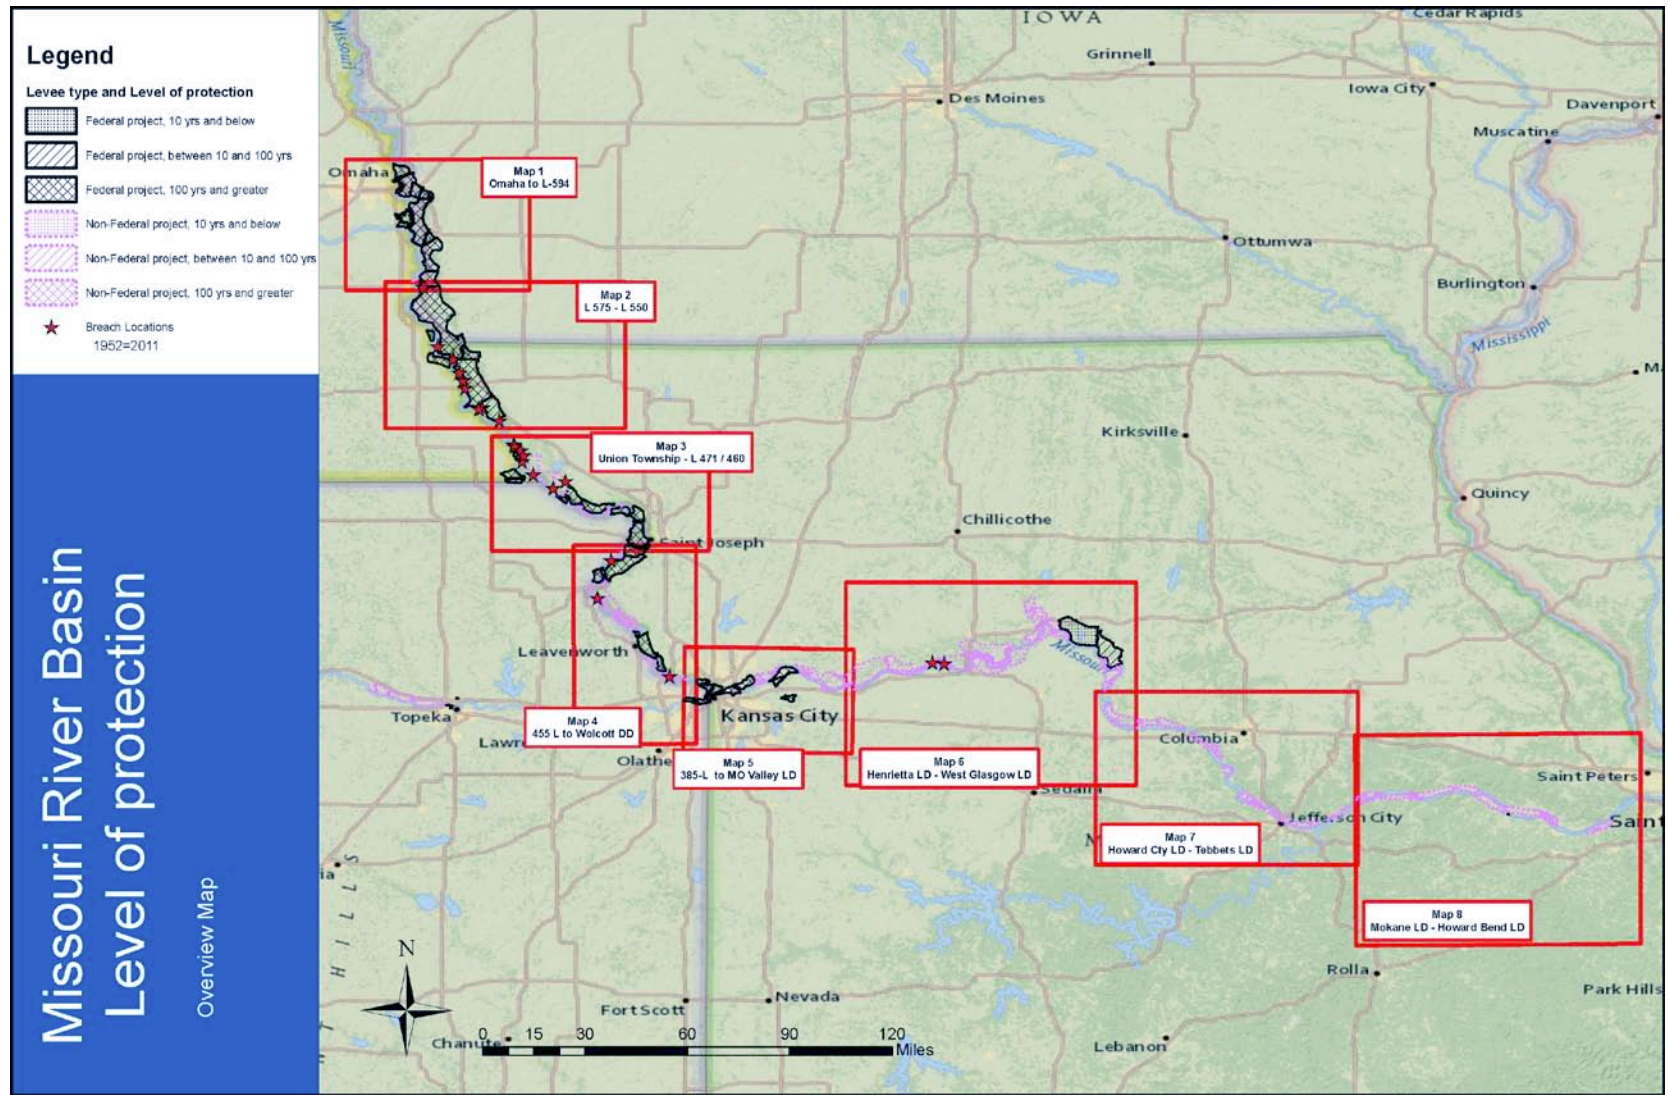 Legend
Levee type and Level of protection
Federal project, 10 yrs and below
Federal project, between 10 and 100 yrs
Federal project, 100 yrs and greater
Non-Federal project, 10 yrs and below
Non-Federal project, between 10 and 100 yrs
Non-Federal project, 100 yrs and greater
Breach Locations
1952=2011
Missouri River Basin
Level of protection
Overview Map
Missouri
IOWA
Cedar Rapids
Grinnell
Iowa City
Des Moines
Davenport
Muscatine
Omaha
Map 1
Omaha to L-594
Ottumwa
Burlington
Map 2
L 575 - L 550
Mississippi
M
Kirksville
Map 3
Union Township - L 471 / 460
Quincy
Chillicothe
Saint Joseph
Leavenworth
Missouri
Topeka
Kansas City
Map 4
455 L to Wolcott DD
Lawr
Columbia
Olathe
Map 5
385-L to MO Valley LD
Map 6
Henrietta LD - West Glasgow LD
Saint Peters
Sedalia
Jefferson City
Saint
Map 7
Howard Cty LD - Tebbets LD
M
ia
Map 8
Mokane LD - Howard Bend LD
N
Rolla
Park Hills
Nevada
Fort Scott
0 15 30 60 90 120
Miles
Chanute
Lebanon